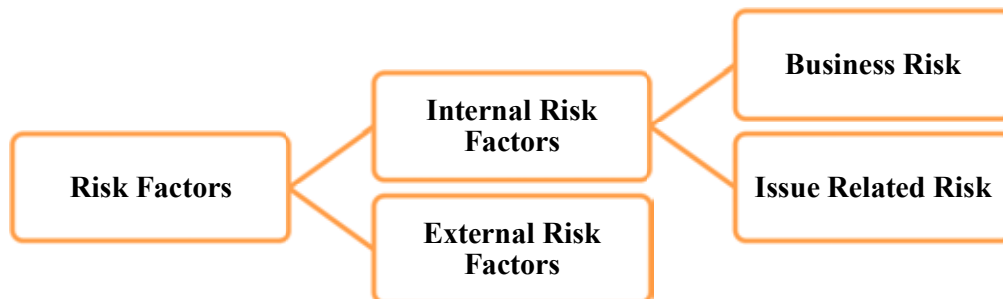 Risk Factors
Internal Risk
Factors
External Risk
Factors
Business Risk
Issue Related Risk